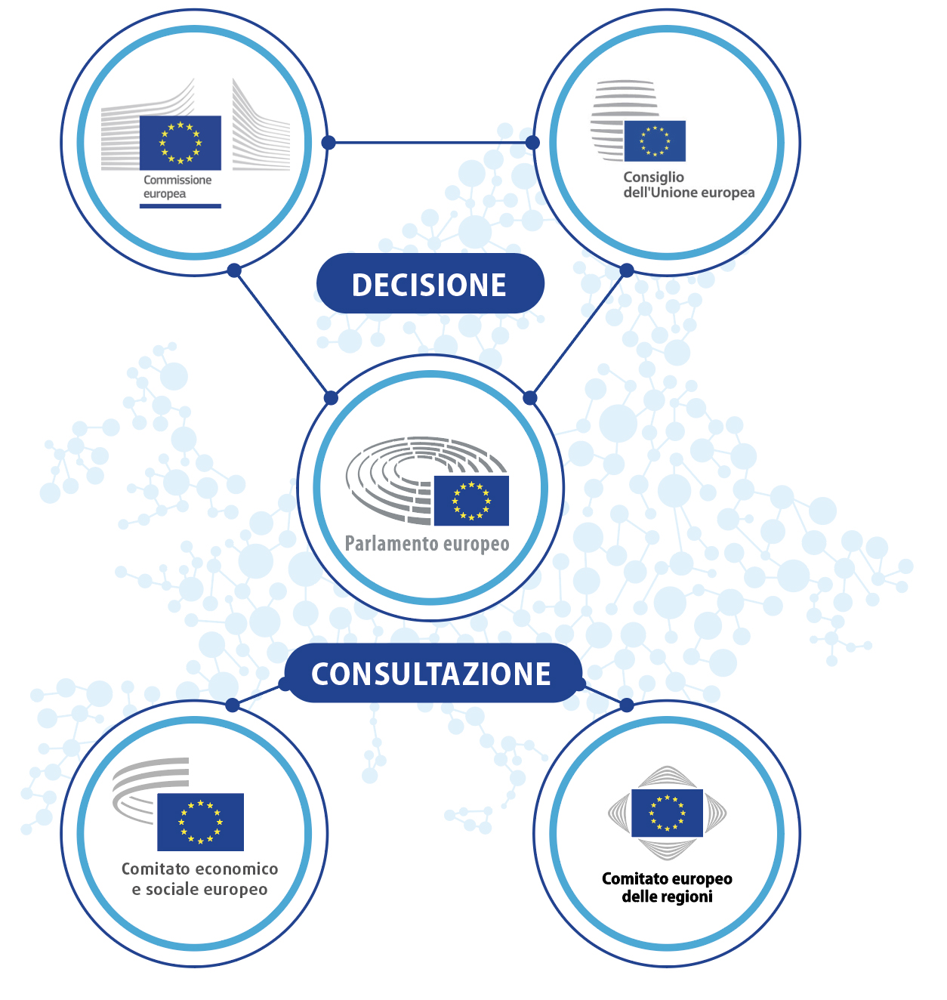 Commissione
europea
Consiglio
dell'Unione europea
DECISIONE
Parlamento europeo
CONSULTAZIONE
Comitato economico
e sociale europeo
Comitato europeo
delle regioni